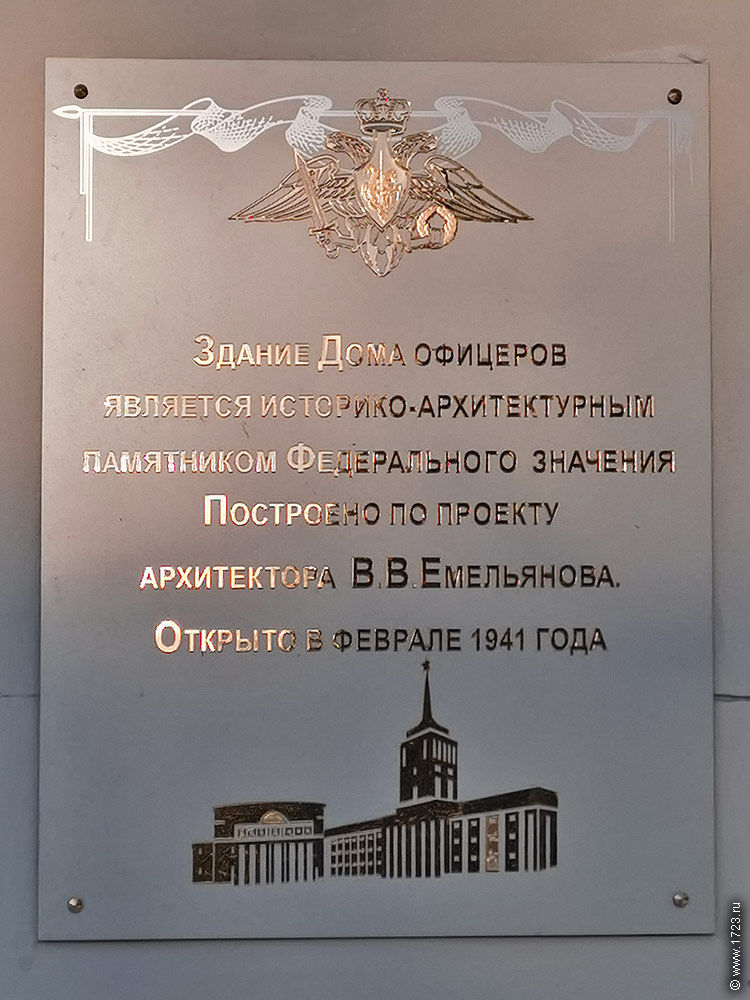 Здание Дома офицеров
является историко-архитектурным
памятником Федерального значения
Построено по проекту
архитектора В.В.Емельянова.
Открыто в феврале 1941 года
© www.1723.ru